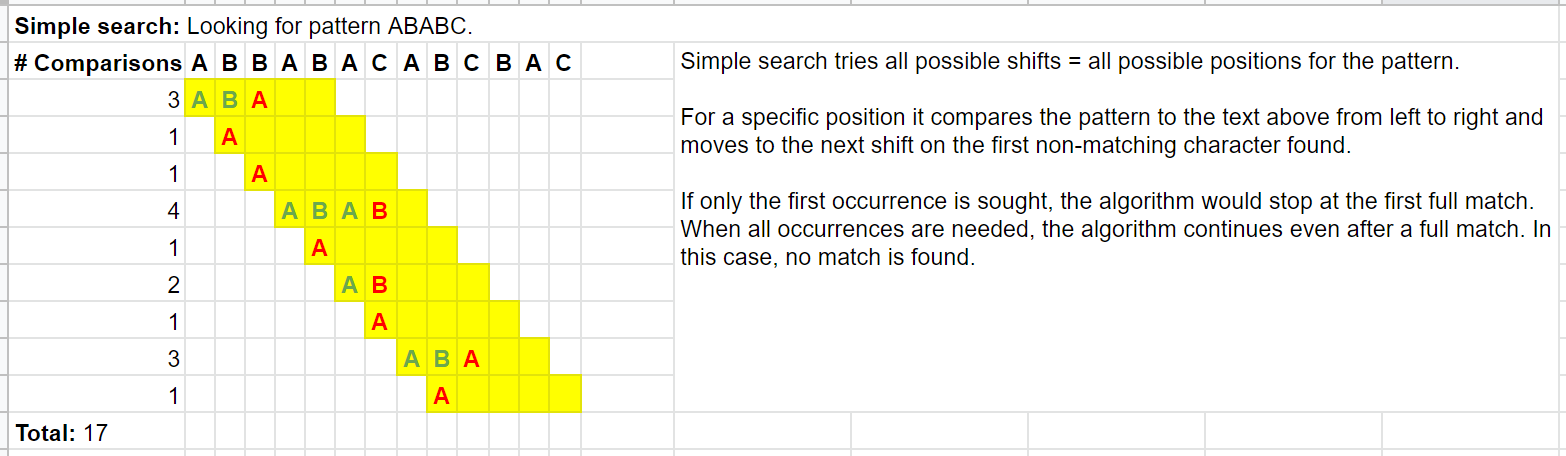 Simple search: Looking for pattern ABABC.
# Comparisons A B B A B A C A B C B A C
3 A B A
1 A
1 A
4 A B A B
1 A
2 A B
1 A
3 A B A
1 A
Total: 17
Simple search tries all possible shifts = all possible positions for the pattern.
For a specific position it compares the pattern to the text above from left to right and
moves to the next shift on the first non-matching character found.
If only the first occurrence is sought, the algorithm would stop at the first full match.
When all occurrences are needed, the algorithm continues even after a full match. In
this case, no match is found.